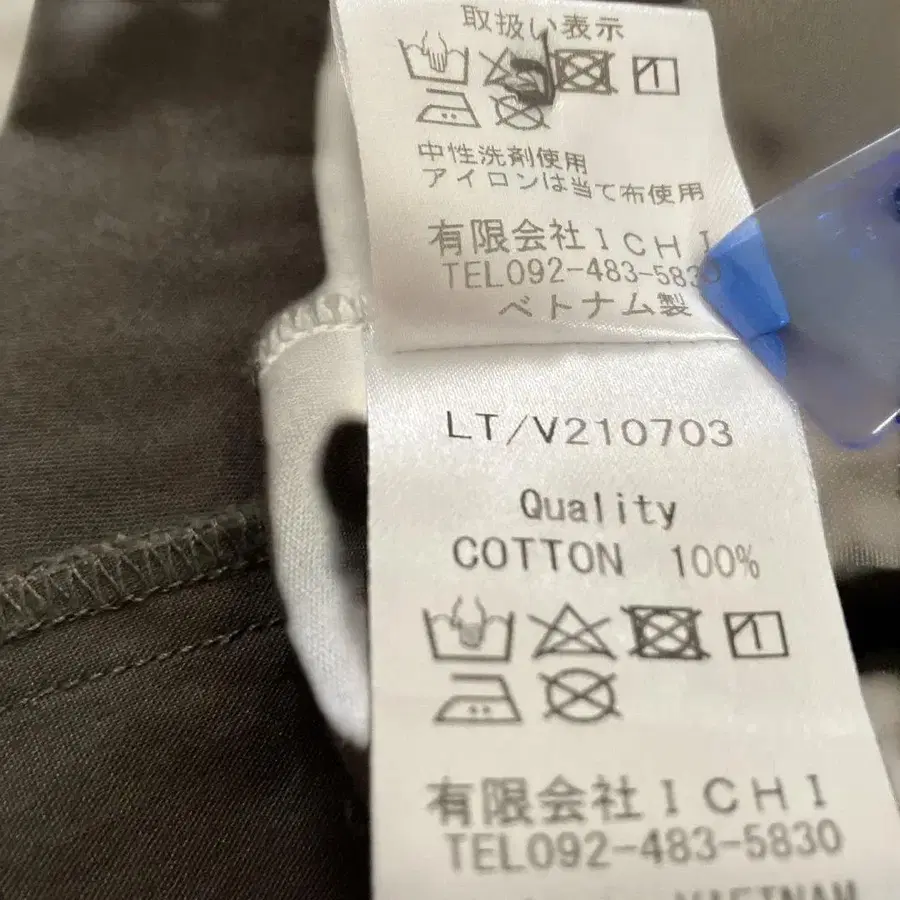 取扱い表示
中性洗剤使用
アイロンは当て布使用
有限会社ICHI
TEL092-483-5830
ベトナム製
LT/V210703
Quality
COTTON 100%
有限会社ICHI
TEL092-483-5830
VAETNAM